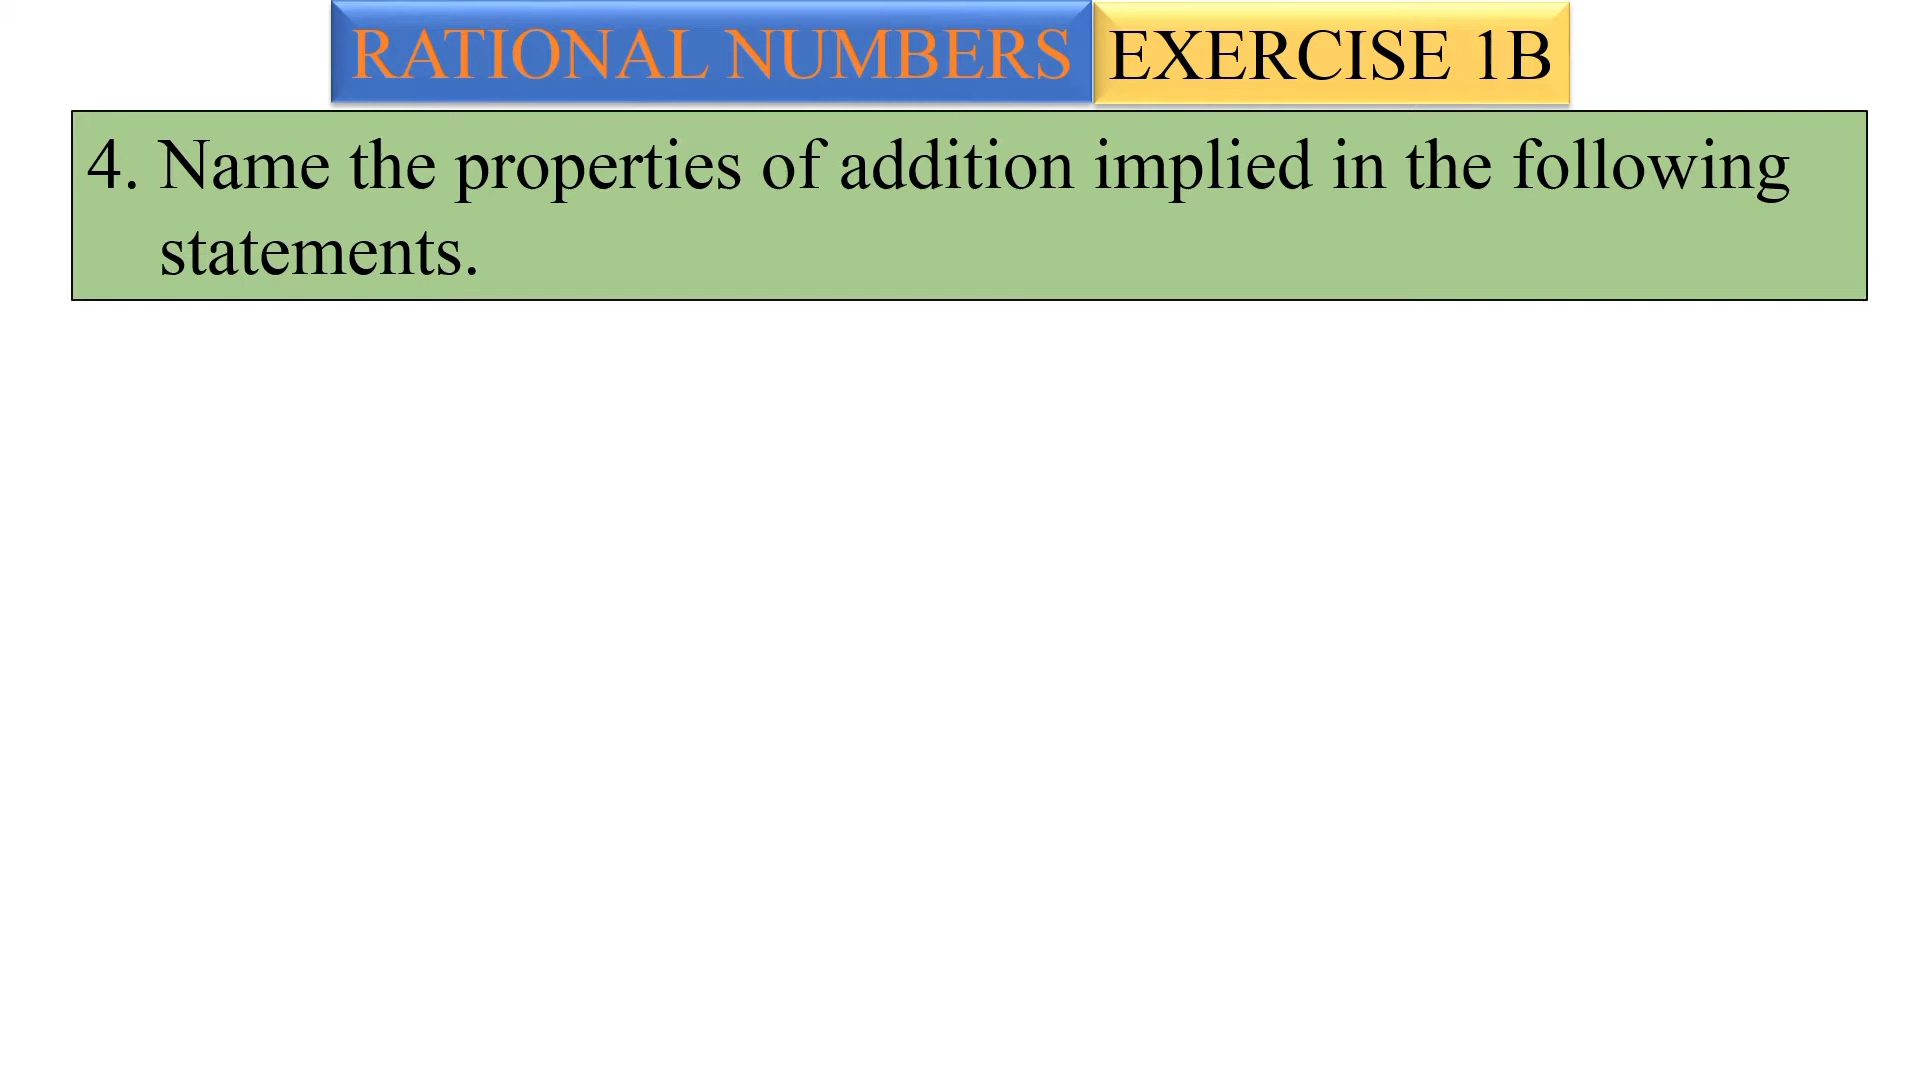 RATIONAL NUMBERS EXERCISE 1B
4. Name the properties of addition implied in the following
statements.